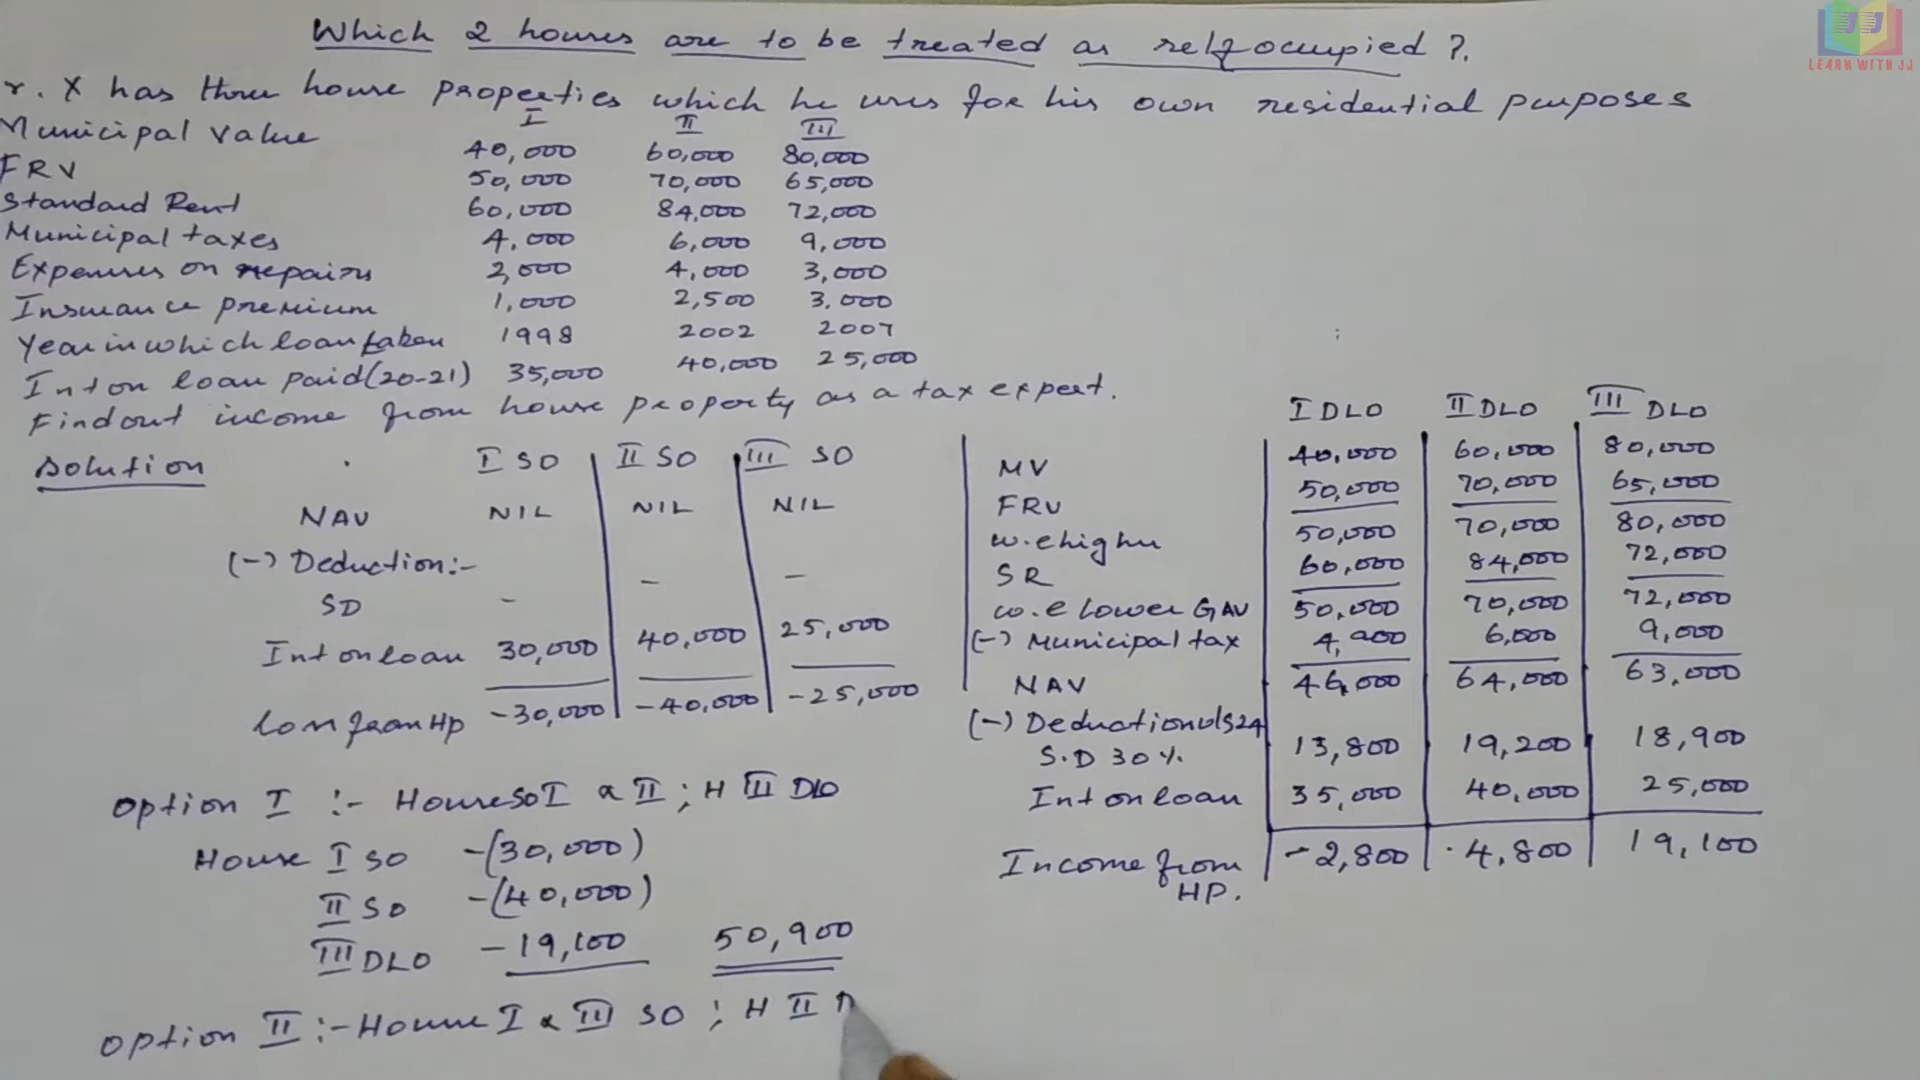 Which 2 houses are to be treated as self occupied ?.
LEARN WITH JJ
r. X has three house properties which he uses for his own residential purposes
I II III
Municipal Value 40,000 60,000 80,000
FRV 50,000 70,000 65,000
Standard Rent 60,000 84,000 72,000
Municipal taxes 4,000 6,000 9,000
Expenses on repairs 2,000 4,000 3,000
Insurance premium 1,000 2,500 3,000
Year in which loan taken 1998 2002 2007
Int on loan paid (20-21) 35,000 40,000 25,000
Find out income from house property as a tax expert.
Solution
I SO II SO III SO
NAV NIL NIL NIL
(-) Deduction:-
SD - - -
Int on loan 30,000 40,000 25,000
Loss from HP -30,000 -40,000 -25,000
Option I :- House SO I & II ; H III DLO
House I SO -(30,000)
II SO -(40,000)
III DLO -19,100 50,900
Option II :- House I & III SO ; H II D
I DLO II DLO III DLO
MV 40,000 60,000 80,000
FRV 50,000 70,000 65,000
w.e higher 50,000 70,000 80,000
SR 60,000 84,000 72,000
w.e lower GAV 50,000 70,000 72,000
(-) Municipal tax 4,000 6,000 9,000
NAV 46,000 64,000 63,000
(-) Deduction u/s 24
S.D 30% 13,800 19,200 18,900
Int on loan 35,000 40,000 25,000
Income from -2,800 4,800 19,100
HP.